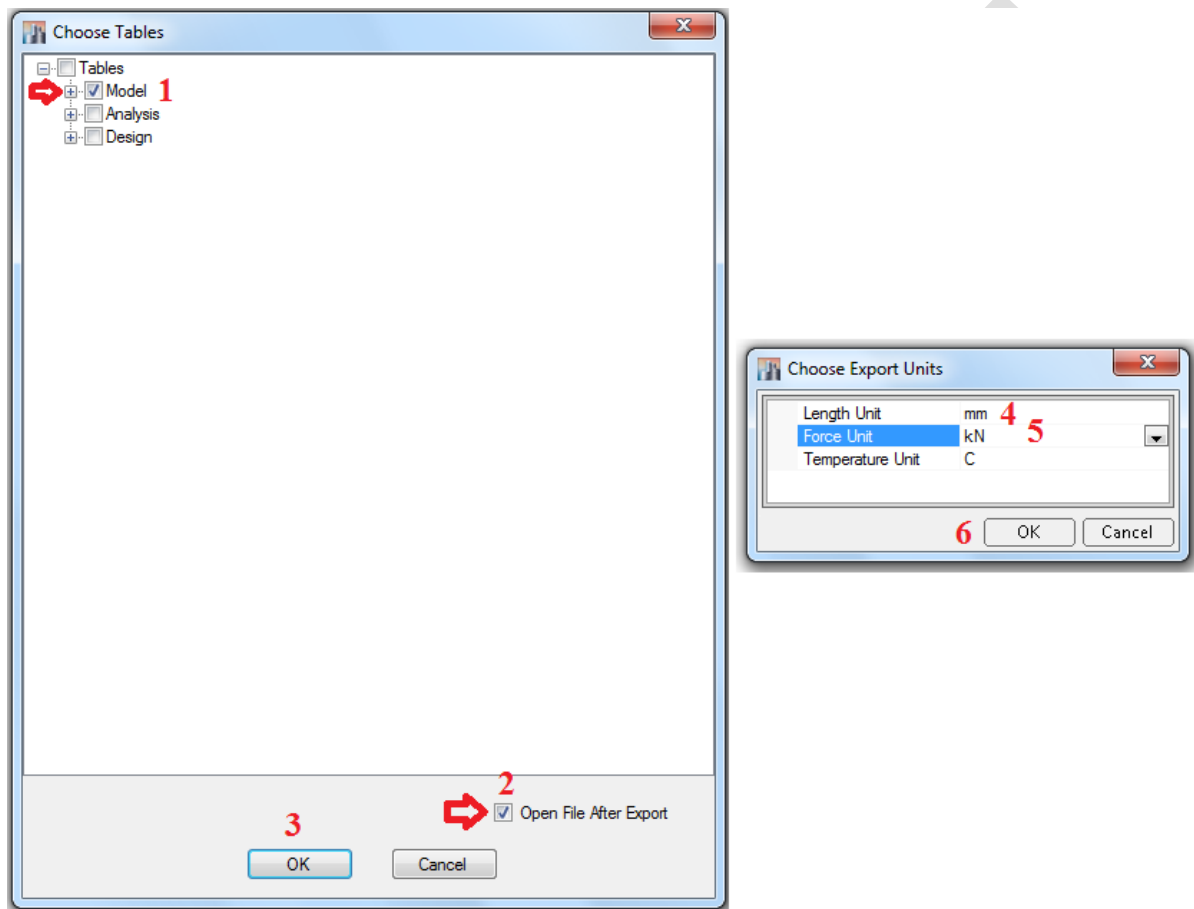 Choose Tables
Tables
Model 1
Analysis
Design
2
Open File After Export
3
OK Cancel
Choose Export Units
Length Unit mm 4
Force Unit kN 5
Temperature Unit C
6 OK Cancel